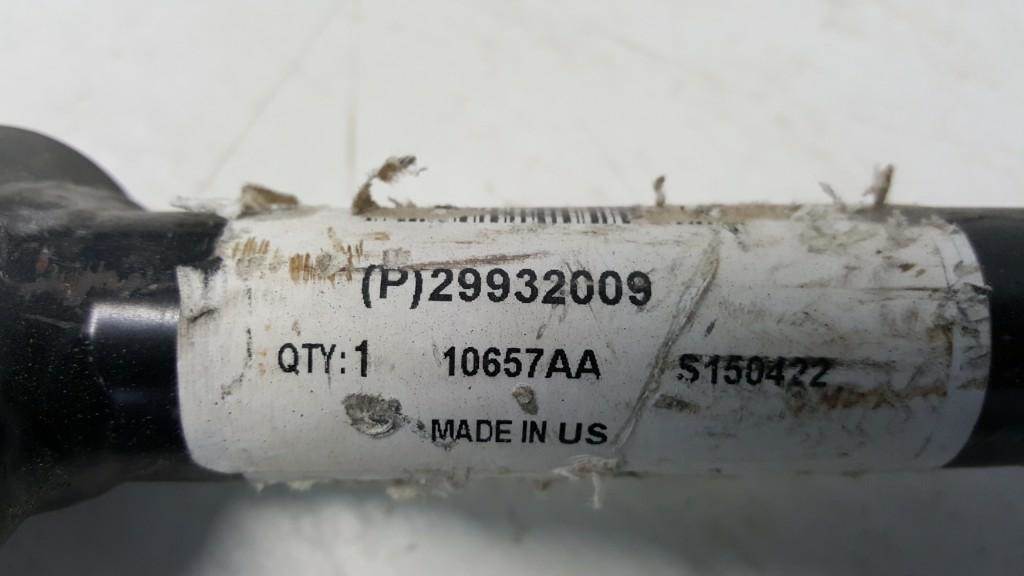 (P)29932009
QTY:1 10657AA S150422
MADE IN US